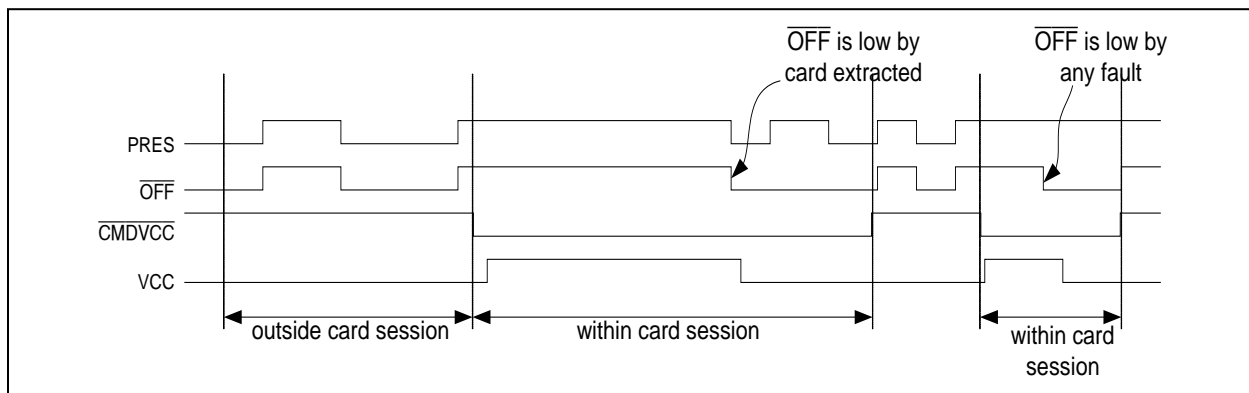 OFF is low by
card extracted
OFF is low by
any fault
PRES
OFF
CMDVCC
VCC
outside card session
within card session
within card
session